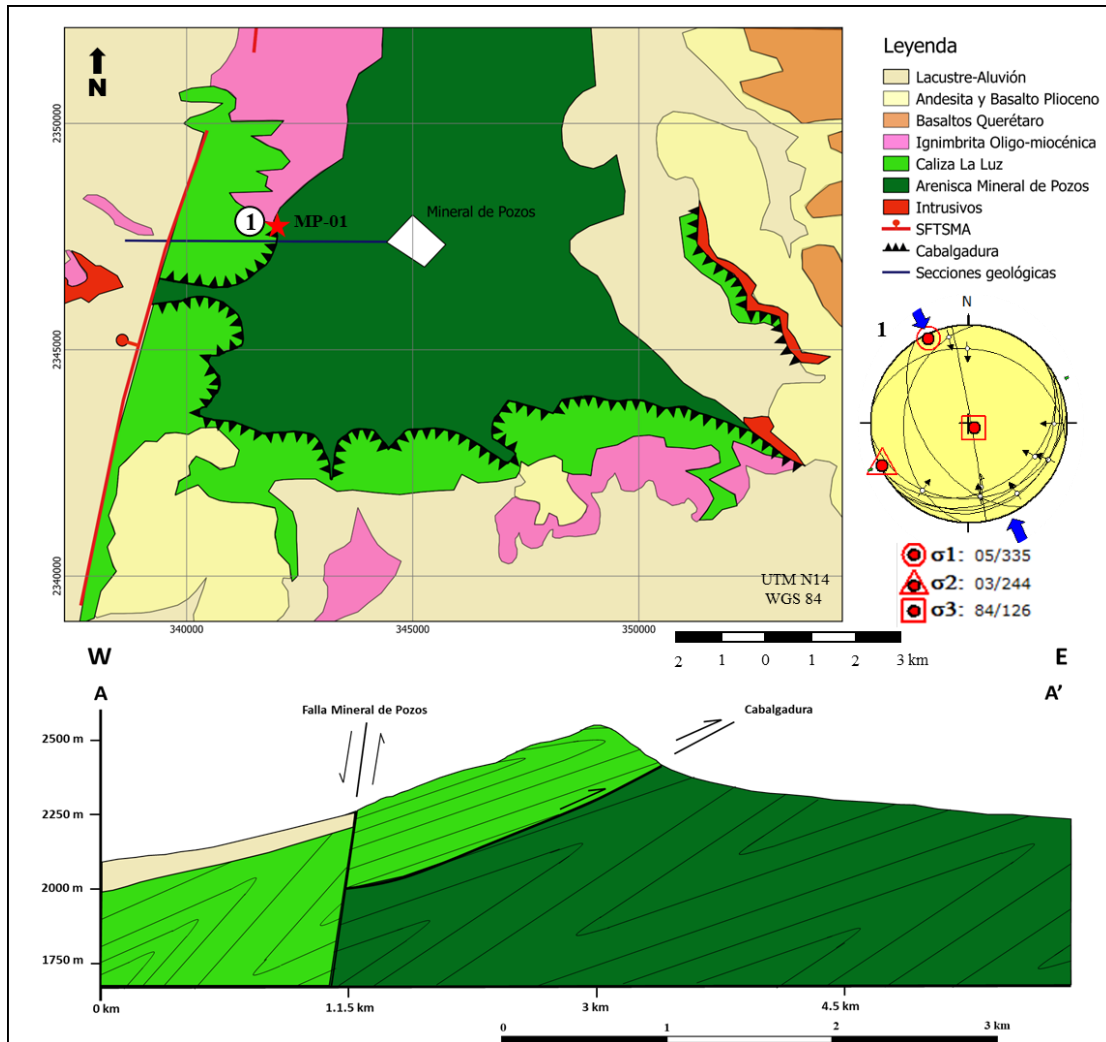 Leyenda
Lacustre-Aluvión
Andesita y Basalto Plioceno
Basaltos Querétaro
Ignimbrita Oligo-miocénica
Caliza La Luz
Arenisca Mineral de Pozos
Intrusivos
SFTSMA
Cabalgadura
Secciones geológicas
N
2350000
2345000
2340000
1
MP-01
Mineral de Pozos
UTM N14
WGS 84
340000
345000
350000
1
N
σ1: 05/335
σ2: 03/244
σ3: 84/126
2 1 0 1 2 3 km
W
E
A
A'
Falla Mineral de Pozos
Cabalgadura
2500 m
2250 m
2000 m
1750 m
0 km
1.1.5 km
3 km
4.5 km
0 1 2 3 km